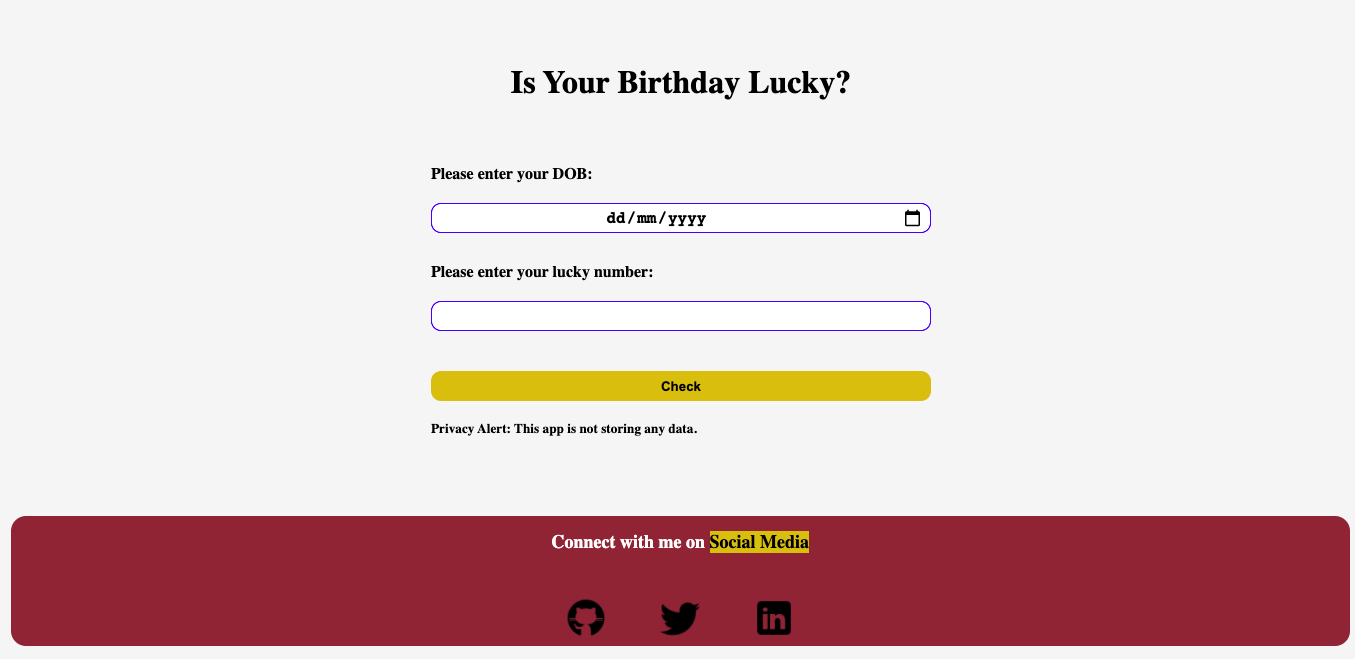 Is Your Birthday Lucky?
Please enter your DOB:
dd/mm/yyyy
Please enter your lucky number:
Check
Privacy Alert: This app is not storing any data.
Connect with me on Social Media
in